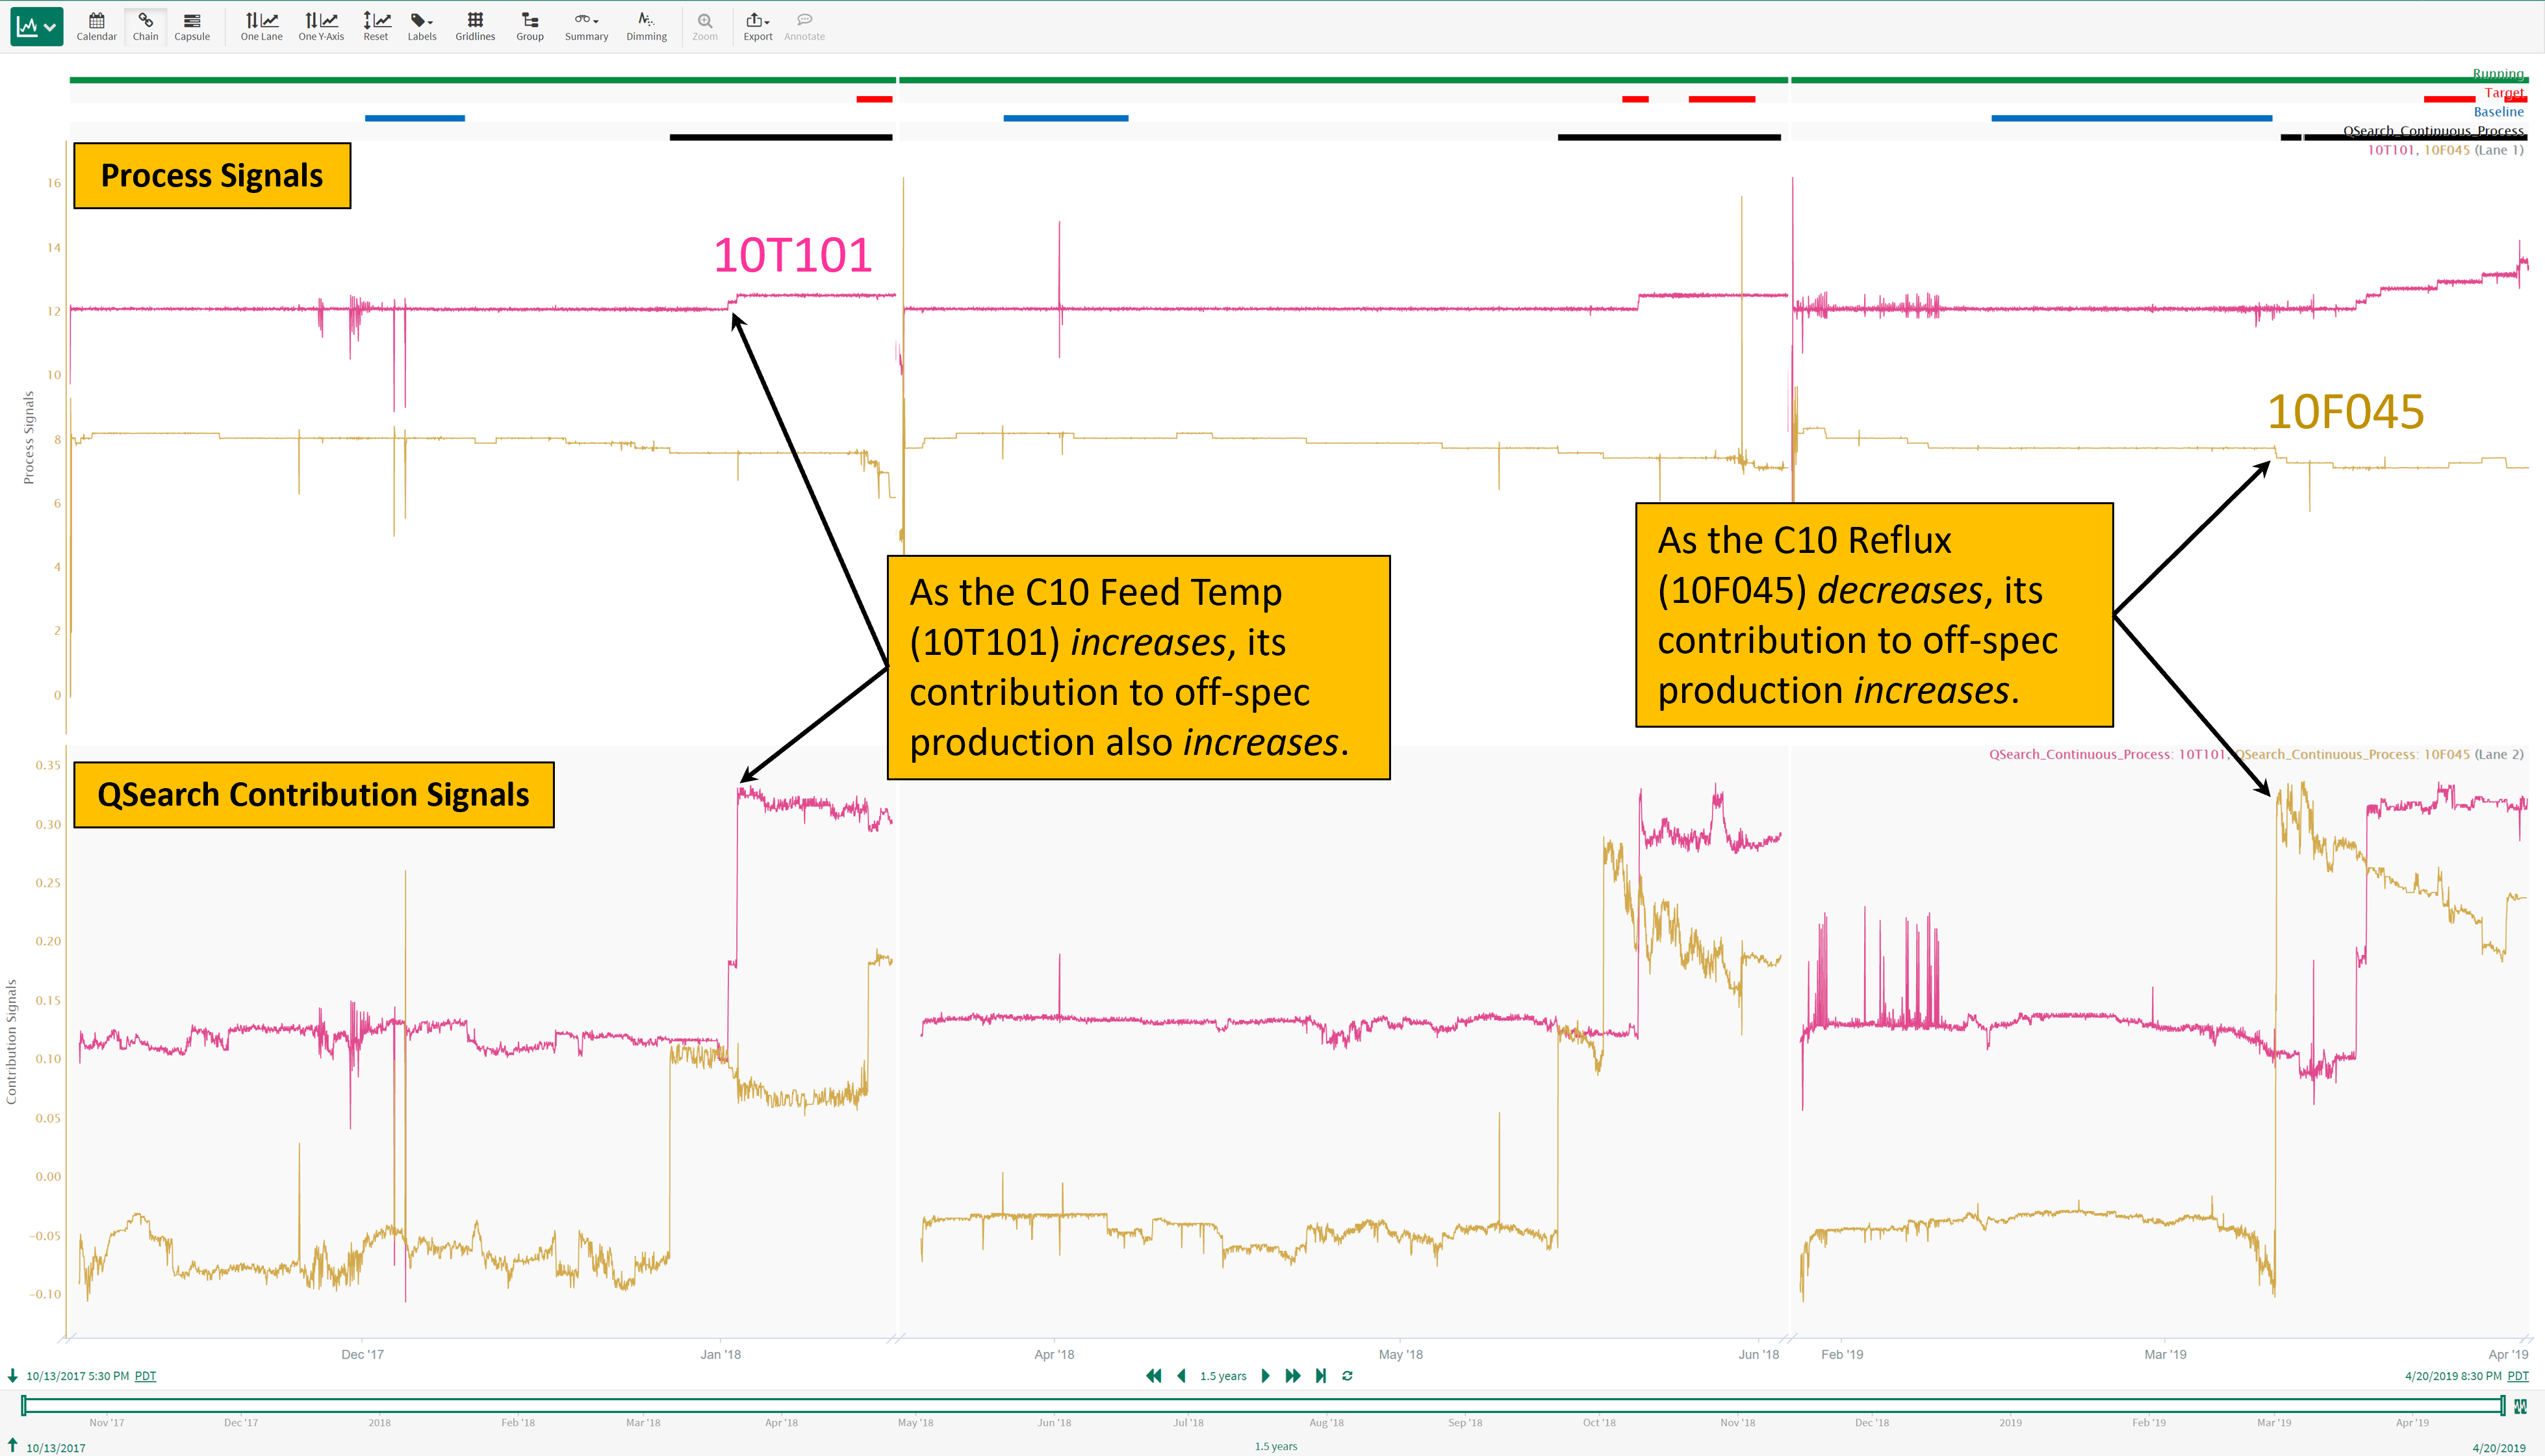 Calendar Chain Capsule One Lane One Y-Axis Reset Labels Gridlines Group Summary Dimming Zoom Export Annotate
Running
Target
Baseline
QSearch_Continuous_Process
10T101, 10F045 (Lane 1)
Process Signals
16
14
12
10
8
6
4
2
0
Process Signals
10T101
10F045
As the C10 Feed Temp
(10T101) increases, its
contribution to off-spec
production also increases.
As the C10 Reflux
(10F045) decreases, its
contribution to off-spec
production increases.
QSearch_Continuous_Process: 10T101, QSearch_Continuous_Process: 10F045 (Lane 2)
QSearch Contribution Signals
0.35
0.30
0.25
0.20
0.15
0.10
0.05
0.00
-0.05
-0.10
Contribution Signals
Dec '17 Jan '18 Apr '18 May '18 Jun '18 Feb '19 Mar '19 Apr '19
10/13/2017 5:30 PM PDT 1.5 years 4/20/2019 8:30 PM PDT
Nov '17 Dec '17 2018 Feb '18 Mar '18 Apr '18 May '18 Jun '18 Jul '18 Aug '18 Sep '18 Oct '18 Nov '18 Dec '18 2019 Feb '19 Mar '19 Apr '19
10/13/2017 1.5 years 4/20/2019